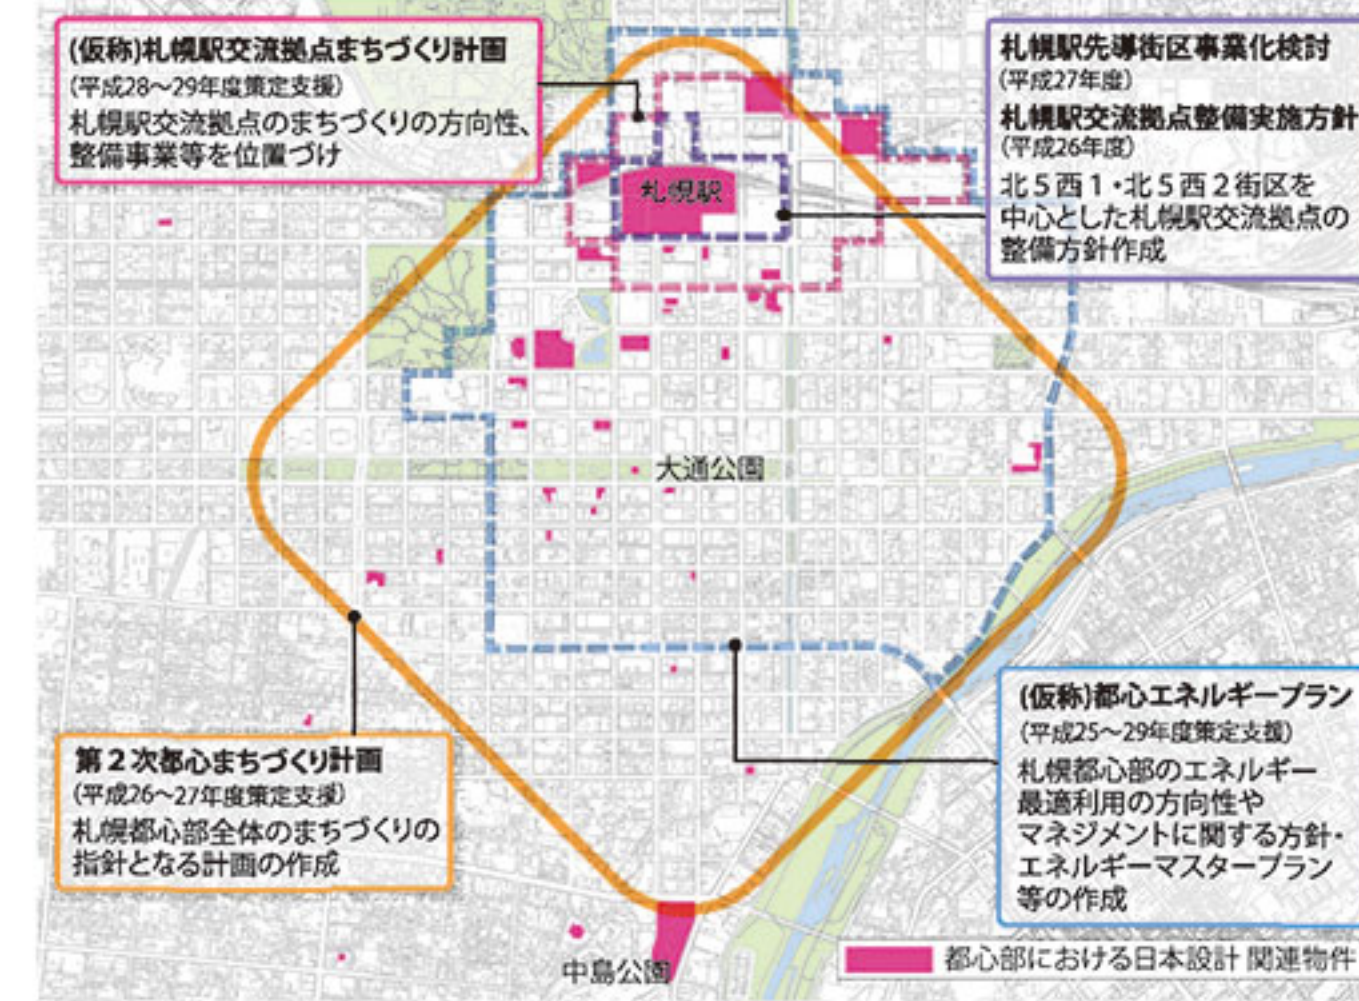 (仮称)札幌駅交流拠点まちづくり計画
(平成28～29年度策定支援)
札幌駅交流拠点のまちづくりの方向性、
整備事業等を位置づけ
札幌駅先導街区事業化検討
(平成27年度)
札幌駅交流拠点整備実施方針
(平成26年度)
北5西1・北5西2街区を
中心とした札幌駅交流拠点の
整備方針作成
札幌駅
大通公園
第2次都心まちづくり計画
(平成26～27年度策定支援)
札幌都心部全体のまちづくりの
指針となる計画の作成
(仮称)都心エネルギープラン
(平成25～29年度策定支援)
札幌都心部のエネルギー
最適利用の方向性や
マネジメントに関する方針・
エネルギーマスタープラン
等の作成
中島公園
都心部における日本設計 関連物件